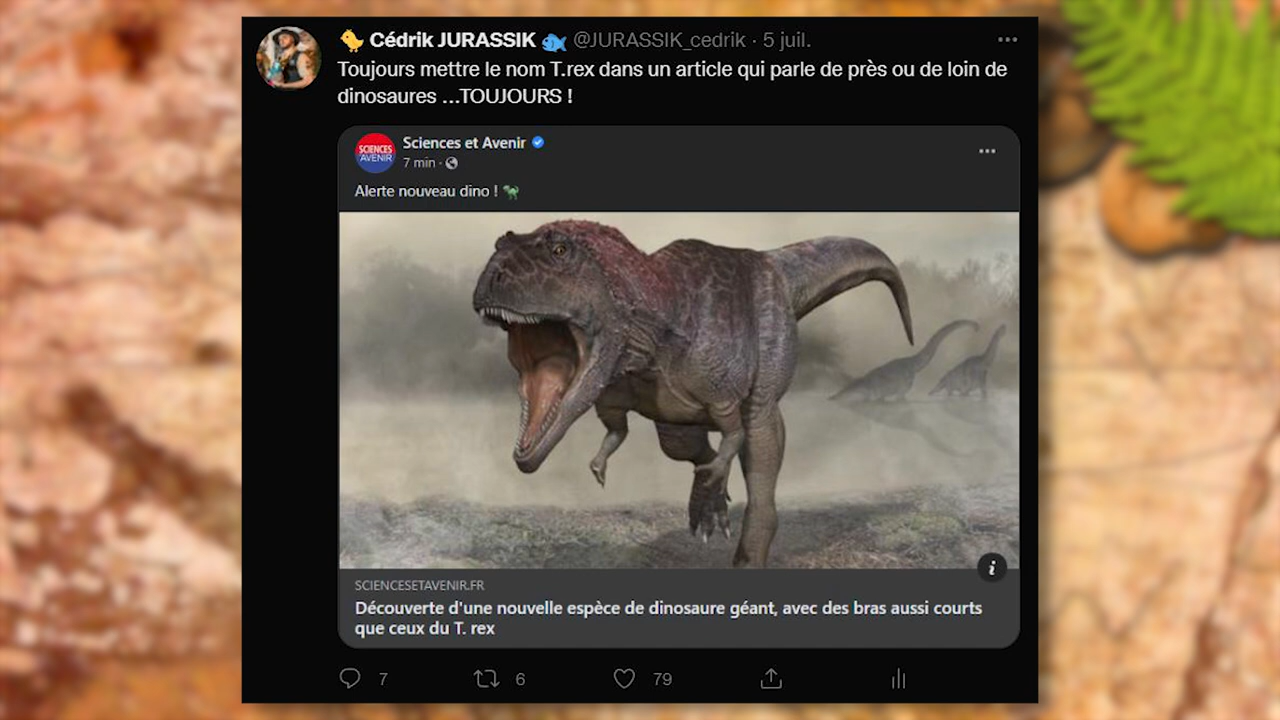 Cédrik JURASSIK @JURASSIK_cedrik · 5 juil.
Toujours mettre le nom T.rex dans un article qui parle de près ou de loin de
dinosaures ...TOUJOURS !
SCIENCES
AVENIR
Sciences et Avenir
7 min ·
Alerte nouveau dino !
SCIENCESETAVENIR.FR
Découverte d'une nouvelle espèce de dinosaure géant, avec des bras aussi courts
que ceux du T. rex
7 6 79